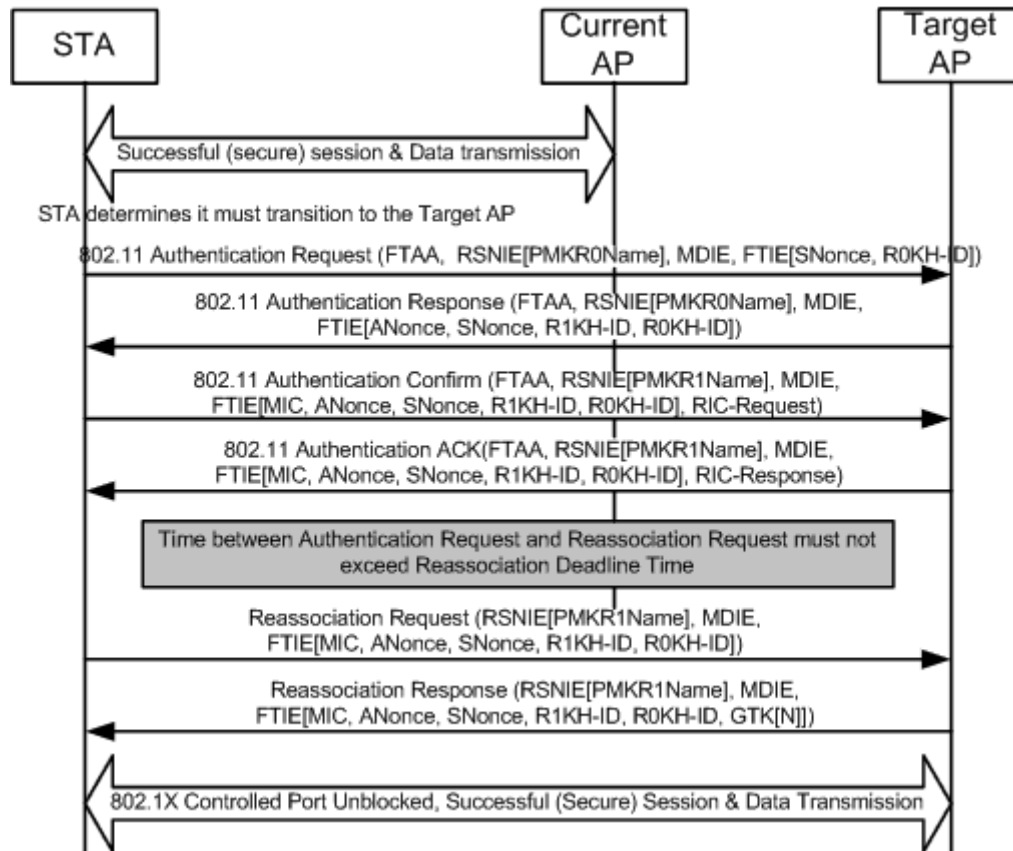 STA
Current
AP
Target
AP
Successful (secure) session & Data transmission
STA determines it must transition to the Target AP
802.11 Authentication Request (FTAA, RSNIE[PMKR0Name], MDIE, FTIE[SNonce, R0KH-ID])
802.11 Authentication Response (FTAA, RSNIE[PMKR0Name], MDIE,
FTIE[ANonce, SNonce, R1KH-ID, R0KH-ID])
802.11 Authentication Confirm (FTAA, RSNIE[PMKR1Name], MDIE,
FTIE[MIC, ANonce, SNonce, R1KH-ID, R0KH-ID], RIC-Request)
802.11 Authentication ACK(FTAA, RSNIE[PMKR1Name], MDIE,
FTIE[MIC, ANonce, SNonce, R1KH-ID, R0KH-ID], RIC-Response)
Time between Authentication Request and Reassociation Request must not
exceed Reassociation Deadline Time
Reassociation Request (RSNIE[PMKR1Name], MDIE,
FTIE[MIC, ANonce, SNonce, R1KH-ID, R0KH-ID])
Reassociation Response (RSNIE[PMKR1Name], MDIE,
FTIE[MIC, ANonce, SNonce, R1KH-ID, R0KH-ID, GTK[N]])
802.1X Controlled Port Unblocked, Successful (Secure) Session & Data Transmission